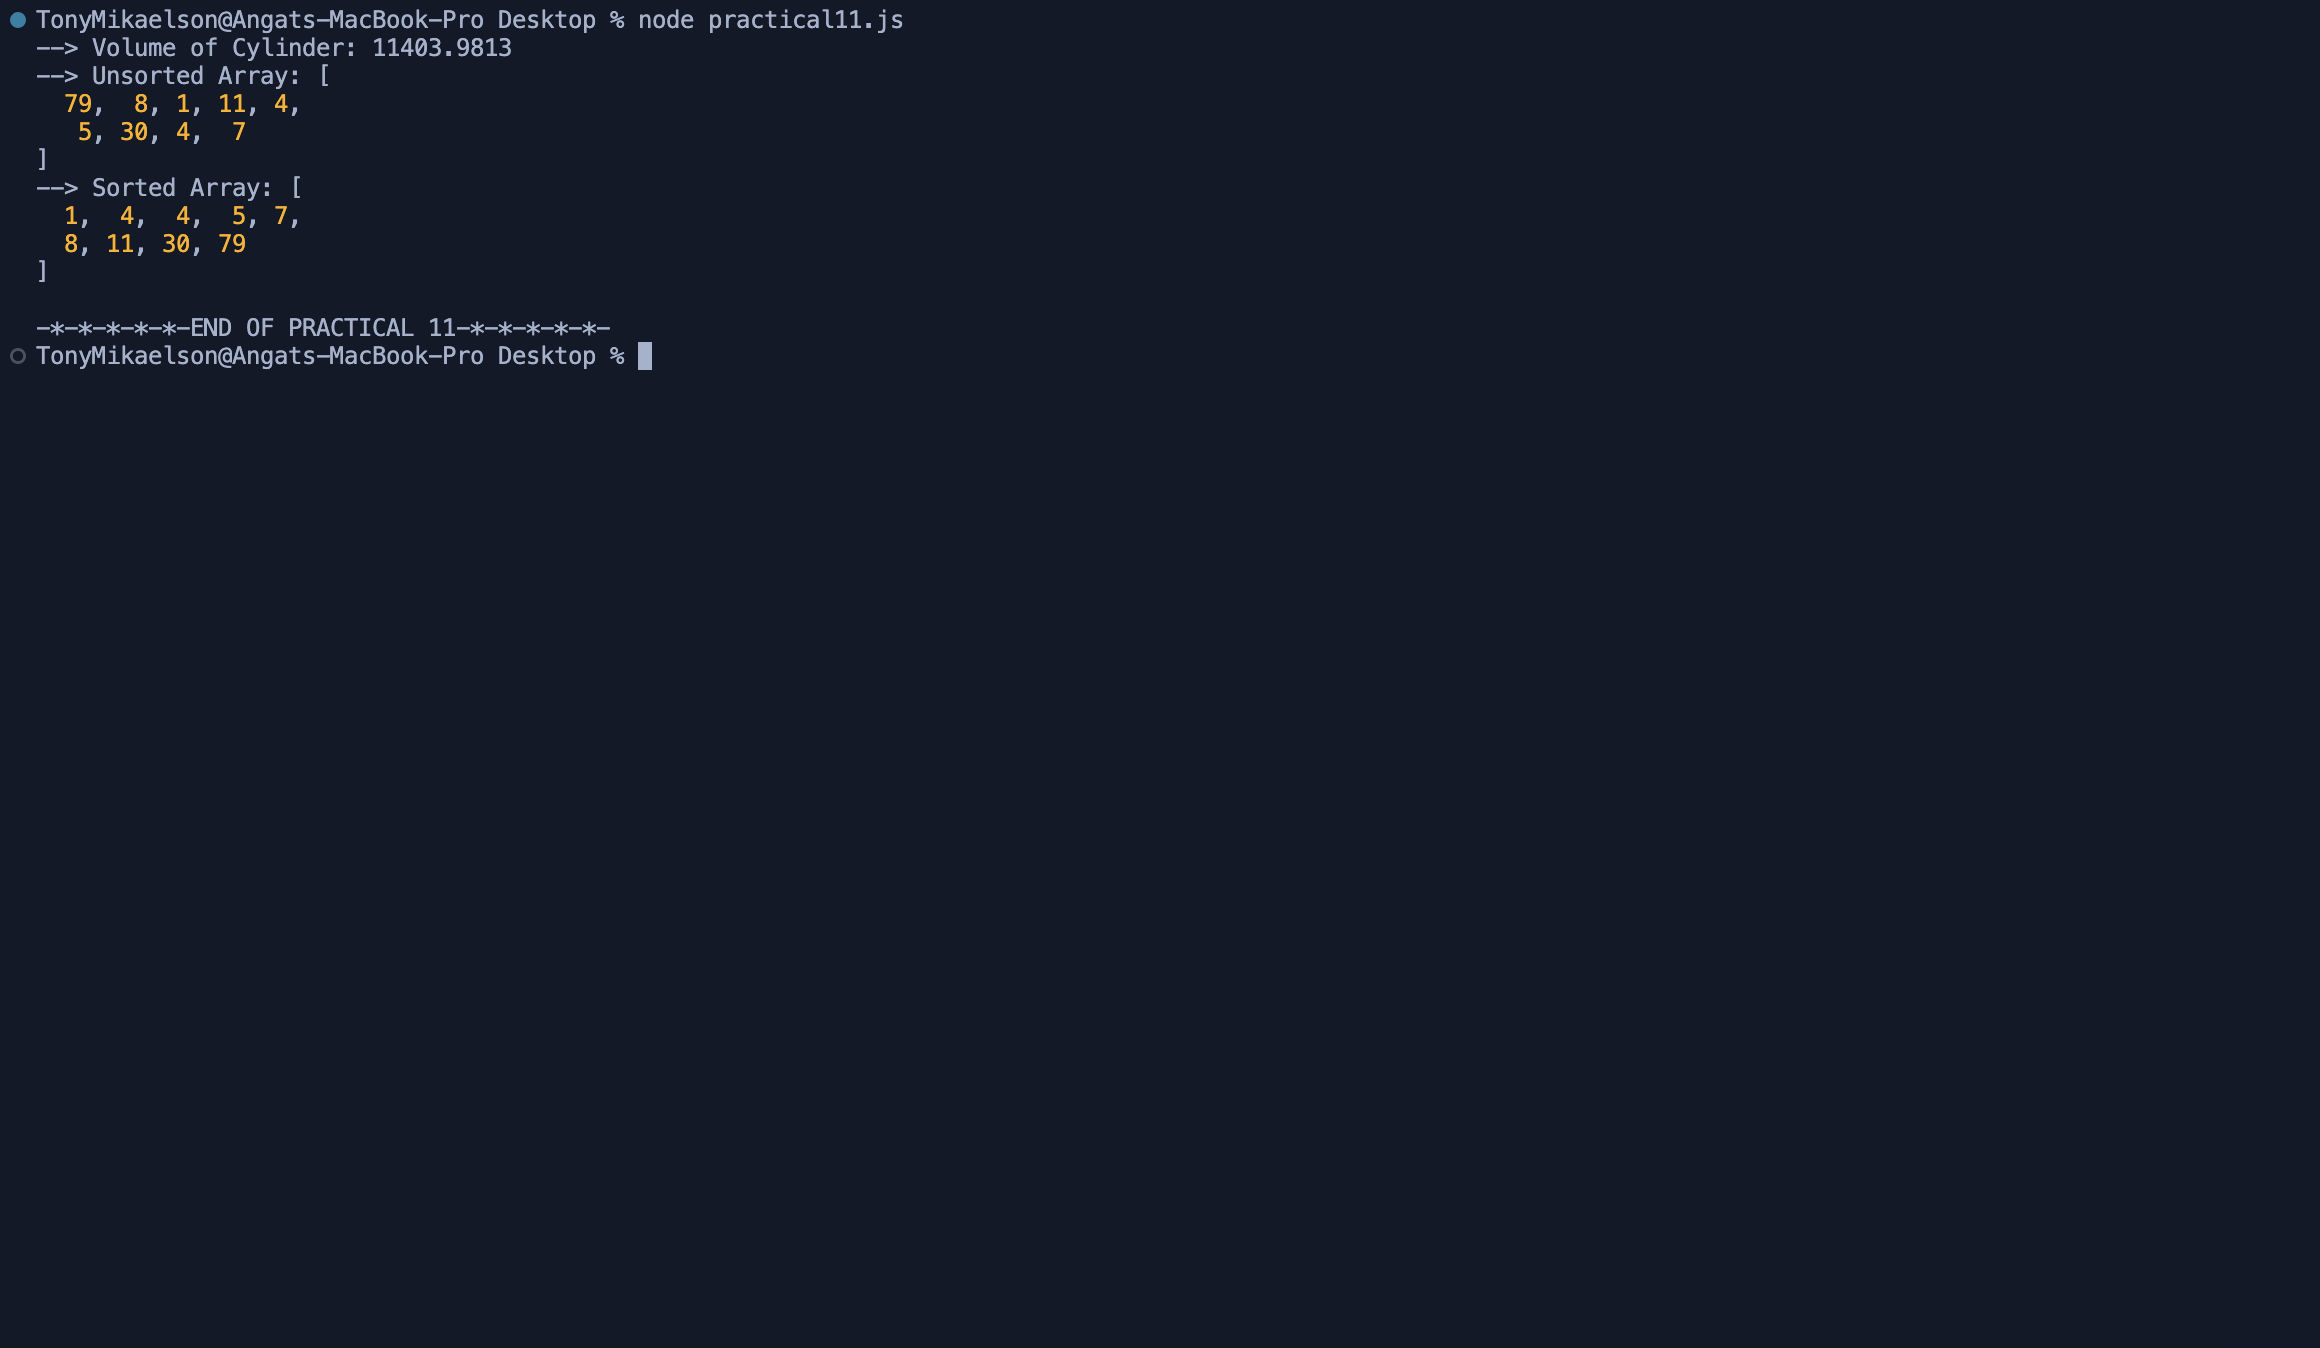 TonyMikaelson@Angats-MacBook-Pro Desktop % node practical11.js
--> Volume of Cylinder: 11403.9813
--> Unsorted Array: [
  79,  8, 1, 11, 4,
   5, 30, 4,  7
]
--> Sorted Array: [
  1,  4,  4,  5, 7,
  8, 11, 30, 79
]
-*-*-*-*-*-END OF PRACTICAL 11-*-*-*-*-*-
TonyMikaelson@Angats-MacBook-Pro Desktop %